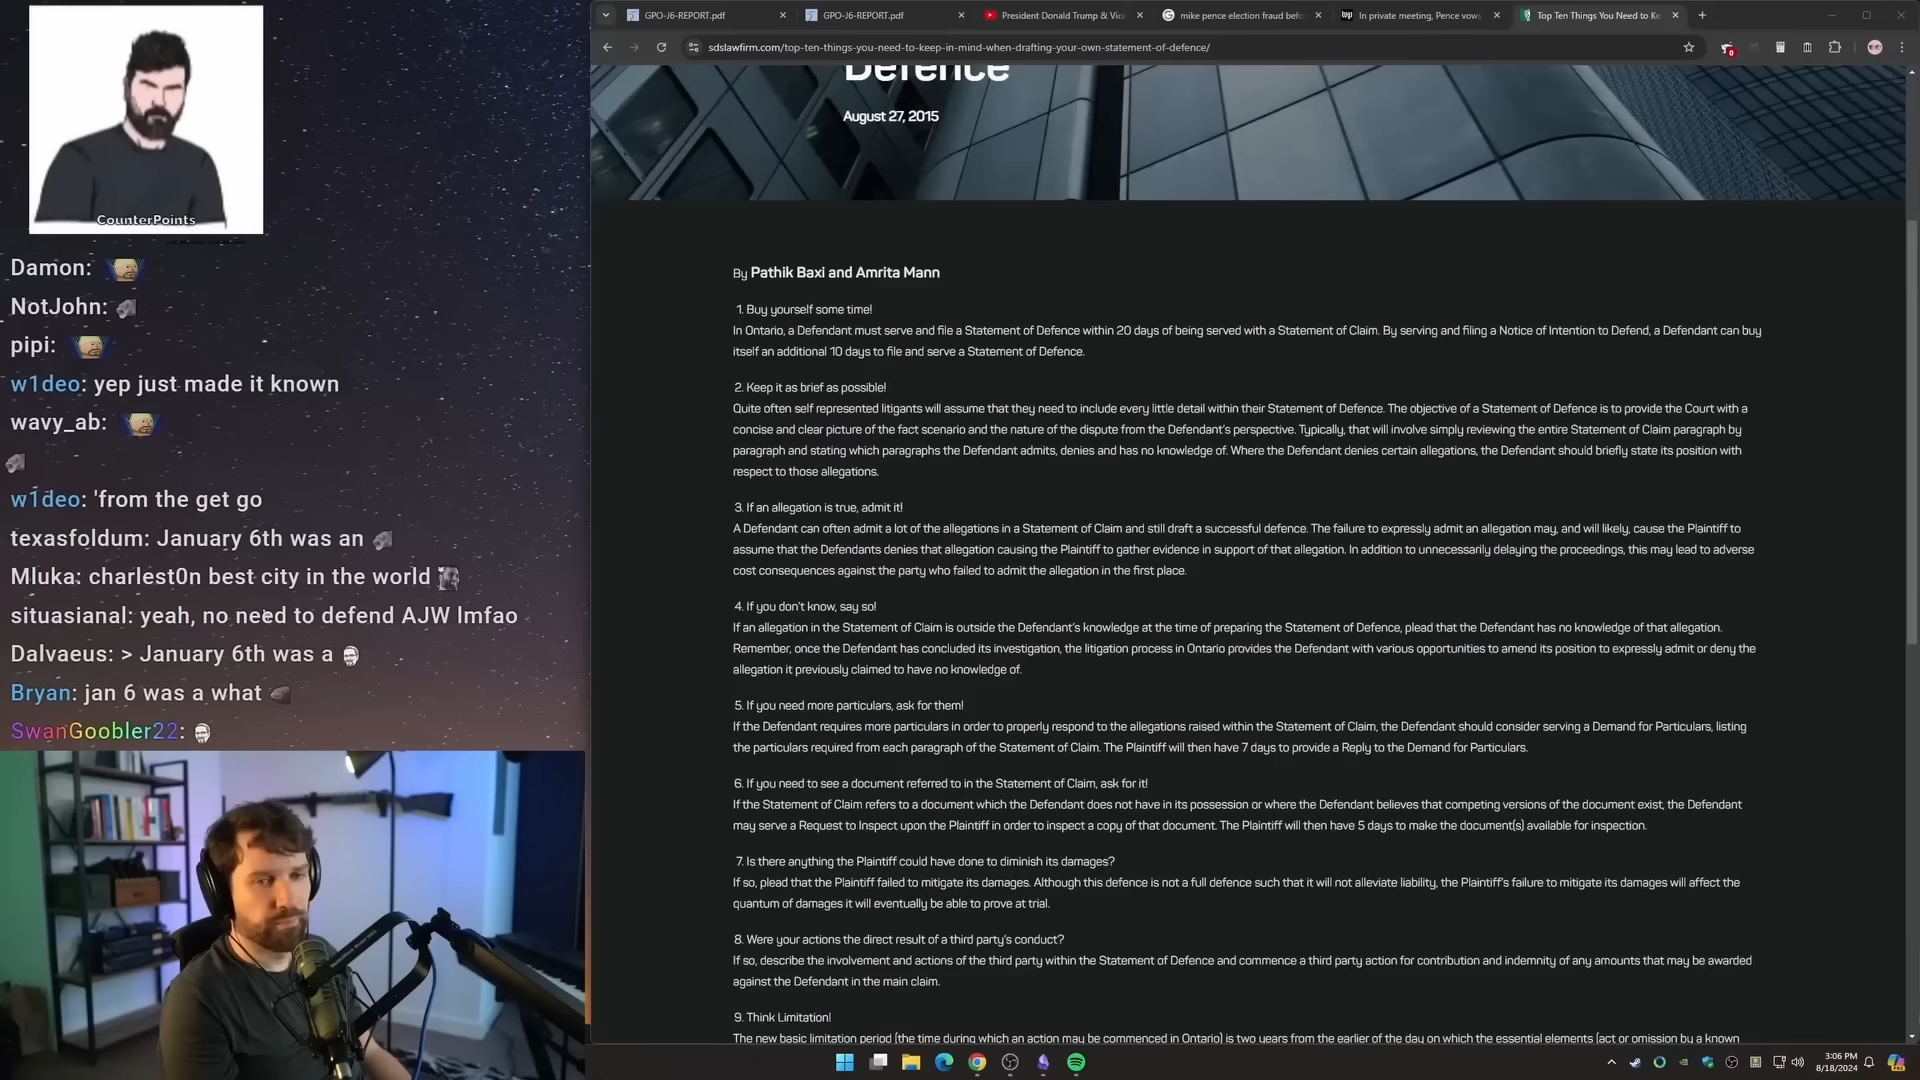 CounterPoints
Damon:
NotJohn:
pipi:
w1deo: yep just made it known
wavy_ab:
w1deo: 'from the get go
texasfoldum: January 6th was an
Mluka: charlest0n best city in the world
situasianal: yeah, no need to defend AJW lmfao
Dalvaeus: > January 6th was a
Bryan: jan 6 was a what
SwanGoobler22:
GPO-J6-REPORT.pdf
GPO-J6-REPORT.pdf
President Donald Trump & Vice
mike pence election fraud befo
In private meeting, Pence vows
Top Ten Things You Need to Ke
sdslawfirm.com/top-ten-things-you-need-to-keep-in-mind-when-drafting-your-own-statement-of-defence/
Defence
August 27, 2015
By Pathik Baxi and Amrita Mann
1. Buy yourself some time!
In Ontario, a Defendant must serve and file a Statement of Defence within 20 days of being served with a Statement of Claim. By serving and filing a Notice of Intention to Defend, a Defendant can buy
itself an additional 10 days to file and serve a Statement of Defence.
2. Keep it as brief as possible!
Quite often self represented litigants will assume that they need to include every little detail within their Statement of Defence. The objective of a Statement of Defence is to provide the Court with a
concise and clear picture of the fact scenario and the nature of the dispute from the Defendant's perspective. Typically, that will involve simply reviewing the entire Statement of Claim paragraph by
paragraph and stating which paragraphs the Defendant admits, denies and has no knowledge of. Where the Defendant denies certain allegations, the Defendant should briefly state its position with
respect to those allegations.
3. If an allegation is true, admit it!
A Defendant can often admit a lot of the allegations in a Statement of Claim and still draft a successful defence. The failure to expressly admit an allegation may, and will likely, cause the Plaintiff to
assume that the Defendants denies that allegation causing the Plaintiff to gather evidence in support of that allegation. In addition to unnecessarily delaying the proceedings, this may lead to adverse
cost consequences against the party who failed to admit the allegation in the first place.
4. If you don't know, say so!
If an allegation in the Statement of Claim is outside the Defendant's knowledge at the time of preparing the Statement of Defence, plead that the Defendant has no knowledge of that allegation.
Remember, once the Defendant has concluded its investigation, the litigation process in Ontario provides the Defendant with various opportunities to amend its position to expressly admit or deny the
allegation it previously claimed to have no knowledge of.
5. If you need more particulars, ask for them!
If the Defendant requires more particulars in order to properly respond to the allegations raised within the Statement of Claim, the Defendant should consider serving a Demand for Particulars, listing
the particulars required from each paragraph of the Statement of Claim. The Plaintiff will then have 7 days to provide a Reply to the Demand for Particulars.
6. If you need to see a document referred to in the Statement of Claim, ask for it!
If the Statement of Claim refers to a document which the Defendant does not have in its possession or where the Defendant believes that competing versions of the document exist, the Defendant
may serve a Request to Inspect upon the Plaintiff in order to inspect a copy of that document. The Plaintiff will then have 5 days to make the document(s) available for inspection.
7. Is there anything the Plaintiff could have done to diminish its damages?
If so, plead that the Plaintiff failed to mitigate its damages. Although this defence is not a full defence such that it will not alleviate liability, the Plaintiff's failure to mitigate its damages will affect the
quantum of damages it will eventually be able to prove at trial.
8. Were your actions the direct result of a third party's conduct?
If so, describe the involvement and actions of the third party within the Statement of Defence and commence a third party action for contribution and indemnity of any amounts that may be awarded
against the Defendant in the main claim.
9. Think Limitation!
The new basic limitation period (the time during which an action may be commenced in Ontario) is two years from the earlier of the day on which the essential elements (act or omission by a known
3:06 PM
8/18/2024